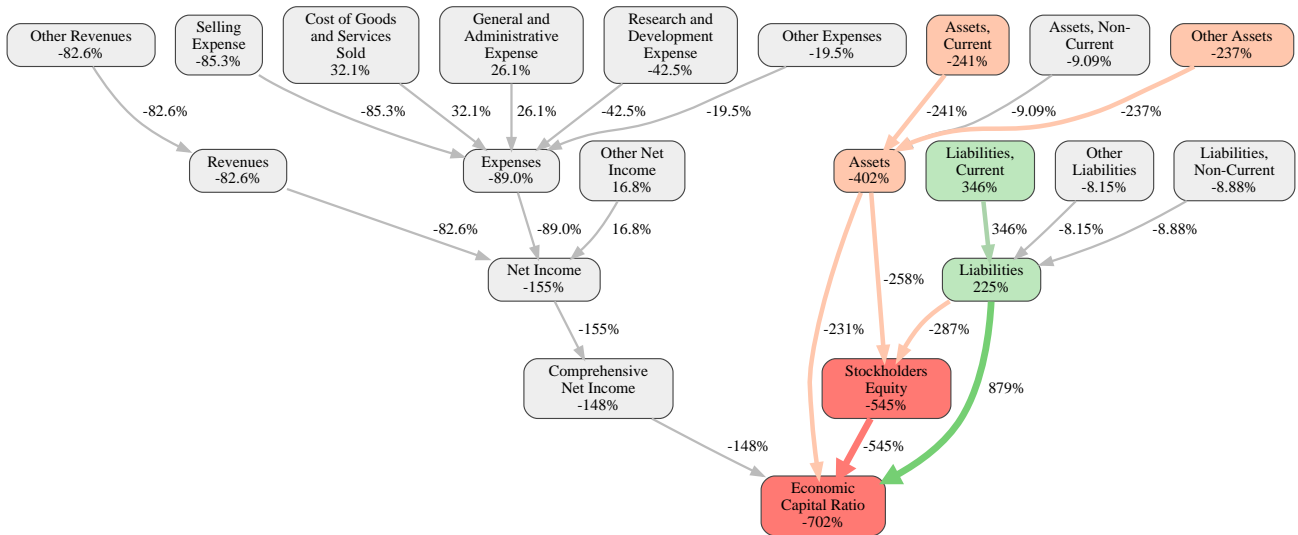 Other Revenues
-82.6%
Selling
Expense
-85.3%
Cost of Goods
and Services
Sold
32.1%
General and
Administrative
Expense
26.1%
Research and
Development
Expense
-42.5%
Other Expenses
-19.5%
Assets,
Current
-241%
Assets, Non-
Current
-9.09%
Other Assets
-237%
-82.6%
-85.3%
32.1%
26.1%
-42.5%
-19.5%
-241%
-9.09%
-237%
Revenues
-82.6%
Expenses
-89.0%
Other Net
Income
16.8%
Assets
-402%
Liabilities,
Current
346%
Other
Liabilities
-8.15%
Liabilities,
Non-Current
-8.88%
-82.6%
-89.0%
16.8%
346%
-8.15%
-8.88%
Net Income
-155%
-258%
Liabilities
225%
-155%
-231%
-287%
Comprehensive
Net Income
-148%
Stockholders
Equity
-545%
879%
-148%
-545%
Economic
Capital Ratio
-702%